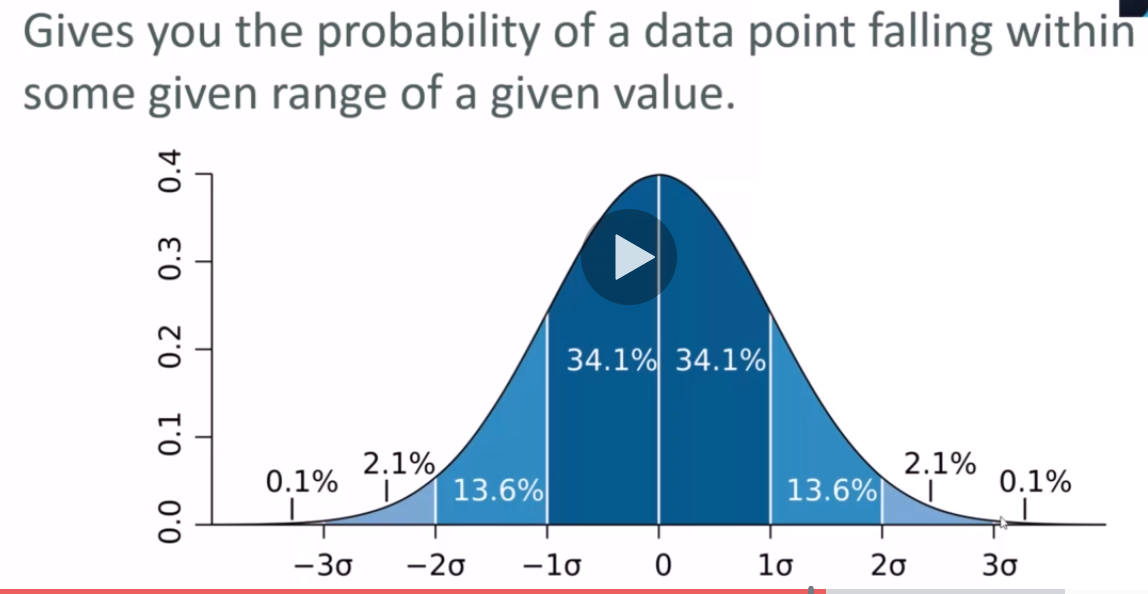 Gives you the probability of a data point falling within
some given range of a given value.
0.4
0.3
0.2
0.1
0.0
34.1% 34.1%
0.1% 2.1% 13.6% 13.6% 2.1% 0.1%
−3σ −2σ −1σ 0 1σ 2σ 3σ